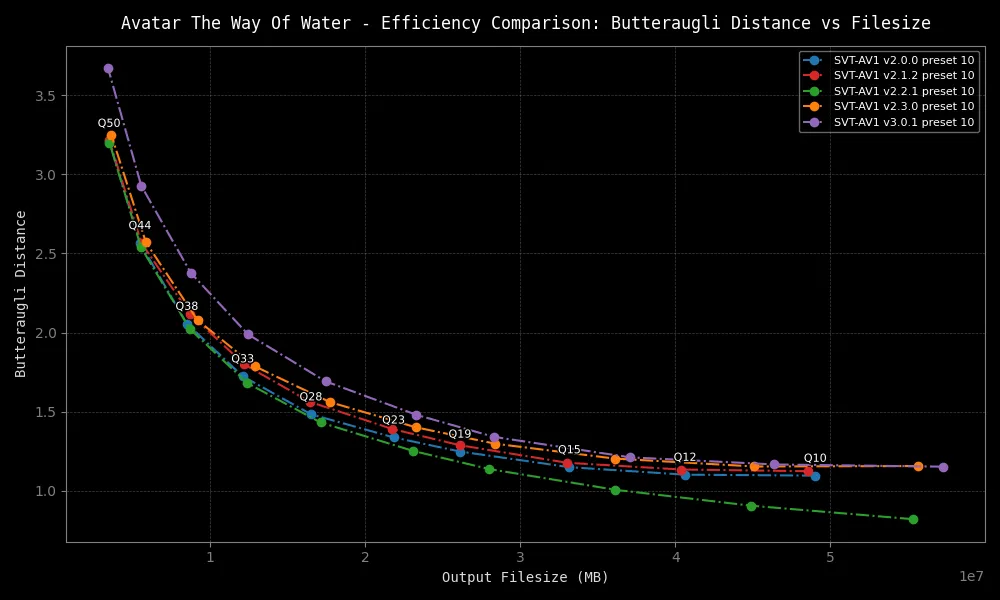 Avatar The Way Of Water - Efficiency Comparison: Butteraugli Distance vs Filesize
SVT-AV1 v2.0.0 preset 10
SVT-AV1 v2.1.2 preset 10
SVT-AV1 v2.2.1 preset 10
SVT-AV1 v2.3.0 preset 10
SVT-AV1 v3.0.1 preset 10
Butteraugli Distance
3.5
3.0
2.5
2.0
1.5
1.0
Q50
Q44
Q38
Q33
Q28
Q23
Q19
Q15
Q12
Q10
1
2
3
4
5
1e7
Output Filesize (MB)